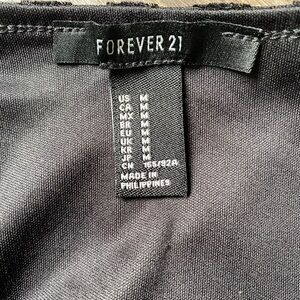 FOREVER 21
US M
CA M
MX M
BR M
EU M
UK M
KR M
JP M
CN 165/92A
MADE IN
PHILIPPINES